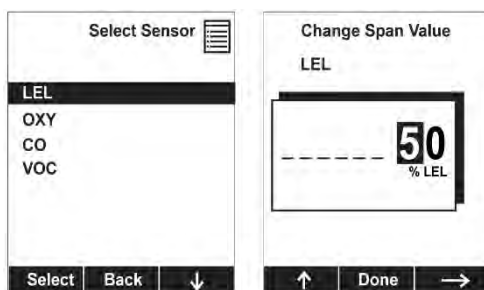 Select Sensor
LEL
OXY
CO
VOC
Select Back ↓
Change Span Value
LEL
_ _ _ _ _ _ 50
% LEL
↑ Done →